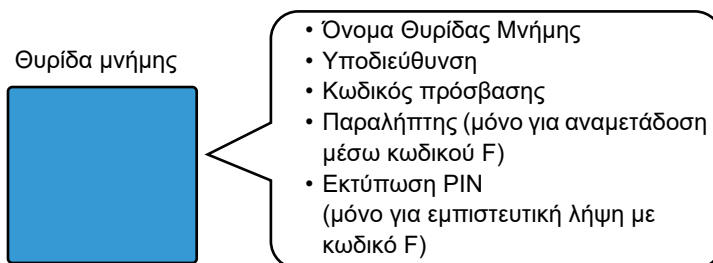 Θυρίδα μνήμης
• Όνομα Θυρίδας Μνήμης
• Υποδιεύθυνση
• Κωδικός πρόσβασης
• Παραλήπτης (μόνο για αναμετάδοση
μέσω κωδικού F)
• Εκτύπωση PIN
(μόνο για εμπιστευτική λήψη με
κωδικό F)